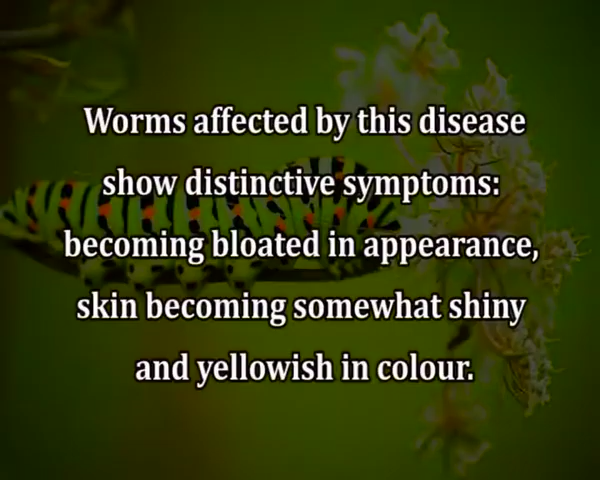 Worms affected by this disease
show distinctive symptoms:
becoming bloated in appearance,
skin becoming somewhat shiny
and yellowish in colour.